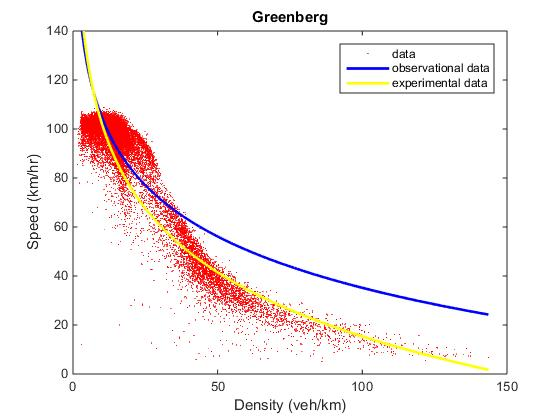 Greenberg
140
120
100
80
60
40
20
0
Speed (km/hr)
data
observational data
experimental data
0
50
100
150
Density (veh/km)